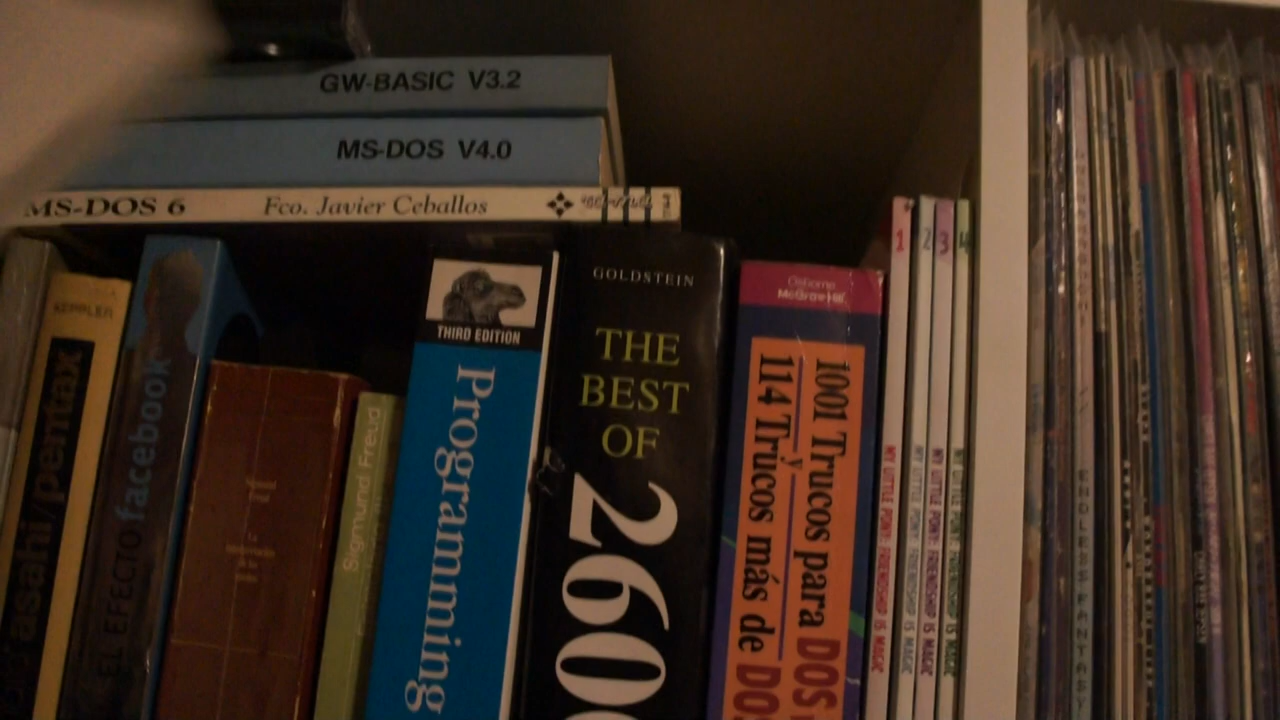 GW-BASIC V3.2
MS-DOS V4.0
MS-DOS 6 Fco. Javier Ceballos
KEPPLER
asahi/pentax
EL EFECTO facebook
Sigmund Freud
THIRD EDITION
Programming
GOLDSTEIN
THE
BEST
OF
2600
Osborne
McGraw-Hill
1001 Trucos para DOS
y
114 Trucos más de DOS
1
MY LITTLE PONY: FRIENDSHIP IS MAGIC
2
MY LITTLE PONY: FRIENDSHIP IS MAGIC
3
MY LITTLE PONY: FRIENDSHIP IS MAGIC
4
MY LITTLE PONY: FRIENDSHIP IS MAGIC
ENDLESS FANTASY